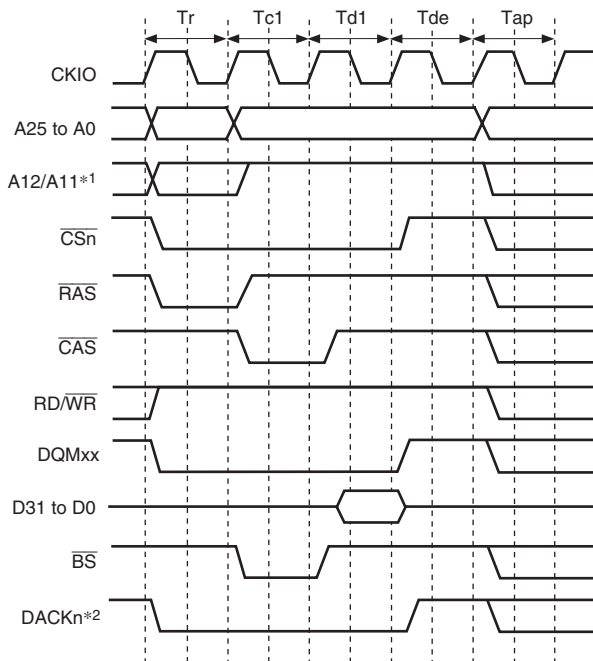 Tr Tc1 Td1 Tde Tap
CKIO
A25 to A0
A12/A11*1
CSn
RAS
CAS
RD/WR
DQMxx
D31 to D0
BS
DACKn*2